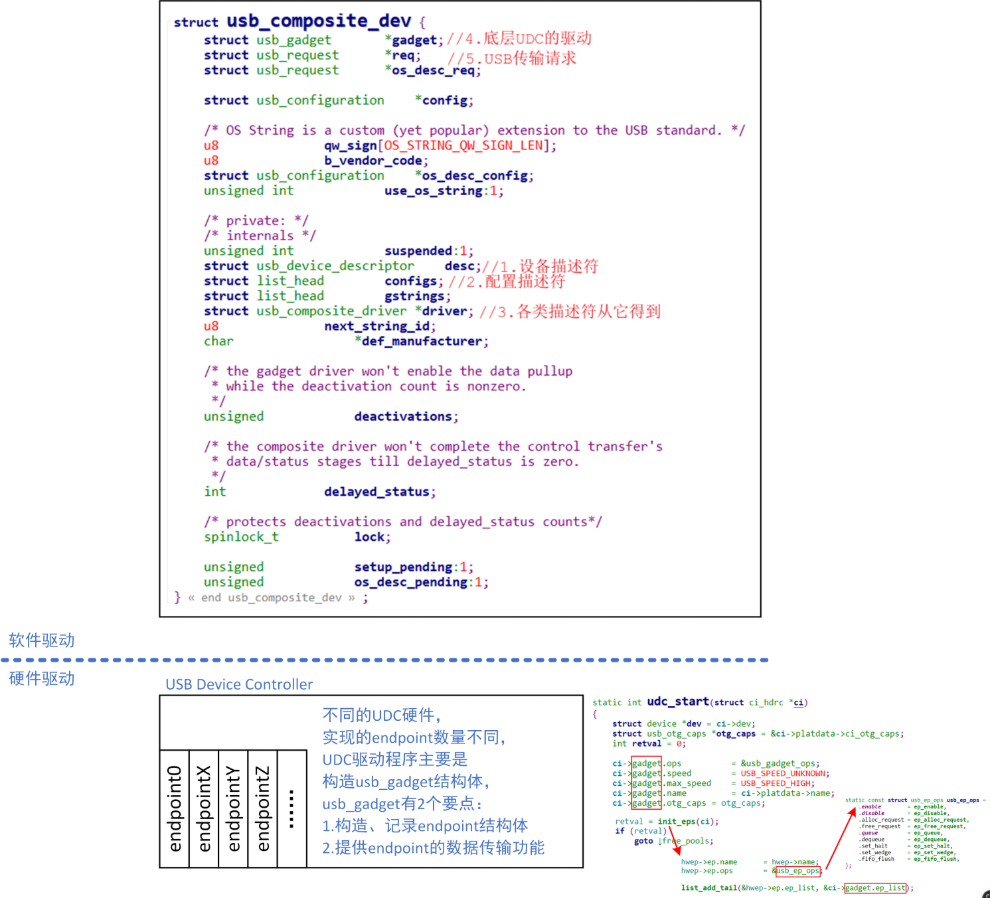 struct usb_composite_dev {
struct usb_gadget *gadget;//4.底层UDC的驱动
struct usb_request *req; //5.USB传输请求
struct usb_request *os_desc_req;
struct usb_configuration *config;
/* OS String is a custom (yet popular) extension to the USB standard. */
u8 qw_sign[OS_STRING_QW_SIGN_LEN];
u8 b_vendor_code;
struct usb_configuration *os_desc_config;
unsigned int use_os_string:1;
/* private: */
/* internals */
unsigned int suspended:1;
struct usb_device_descriptor desc;//1.设备描述符
struct list_head configs;//2.配置描述符
struct list_head gstrings;
struct usb_composite_driver *driver;//3.各类描述符从它得到
u8 next_string_id;
char *def_manufacturer;
/* the gadget driver won't enable the data pullup
* while the deactivation count is nonzero.
*/
unsigned deactivations;
/* the composite driver won't complete the control transfer's
* data/status stages till delayed_status is zero.
*/
int delayed_status;
/* protects deactivations and delayed_status counts*/
spinlock_t lock;
unsigned setup_pending:1;
unsigned os_desc_pending:1;
} « end usb_composite_dev » ;
软件驱动
硬件驱动
USB Device Controller
endpoint0
endpointX
endpointY
endpointZ
......
不同的UDC硬件，
实现的endpoint数量不同，
UDC驱动程序主要是
构造usb_gadget结构体，
usb_gadget有2个要点：
1.构造、记录endpoint结构体
2.提供endpoint的数据传输功能
static int udc_start(struct ci_hdrc *ci)
{
struct device *dev = ci->dev;
struct usb_otg_caps *otg_caps = &ci->platdata->ci_otg_caps;
int retval = 0;
ci->gadget.ops = &usb_gadget_ops;
ci->gadget.speed = USB_SPEED_UNKNOWN;
ci->gadget.max_speed = USB_SPEED_HIGH;
ci->gadget.name = ci->platdata->name;
ci->gadget.otg_caps = otg_caps;
retval = init_eps(ci);
if (retval)
goto free_pools;
hwep->ep.name = hwep->name;
hwep->ep.ops = &usb_ep_ops;
list_add_tail(&hwep->ep.ep_list, &ci->gadget.ep_list);
static const struct usb_ep_ops usb_ep_ops =
.enable = ep_enable,
.disable = ep_disable,
.alloc_request = ep_alloc_request,
.free_request = ep_free_request,
.queue = ep_queue,
.dequeue = ep_dequeue,
.set_halt = ep_set_halt,
.set_wedge = ep_set_wedge,
.fifo_flush = ep_fifo_flush,
};